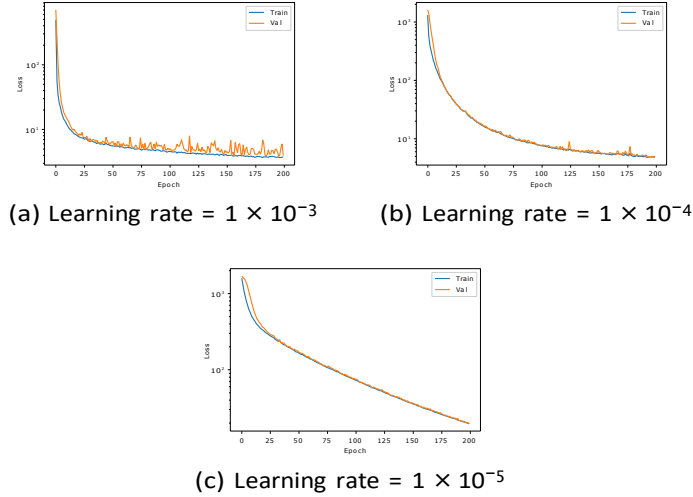 Train
Val
10²
10¹
Loss
0 25 50 75 100 125 150 175 200
Epoch
(a) Learning rate = 1 × 10⁻³
Train
Val
10³
10²
10¹
Loss
0 25 50 75 100 125 150 175 200
Epoch
(b) Learning rate = 1 × 10⁻⁴
Train
Val
10³
10²
Loss
0 25 50 75 100 125 150 175 200
Epoch
(c) Learning rate = 1 × 10⁻⁵